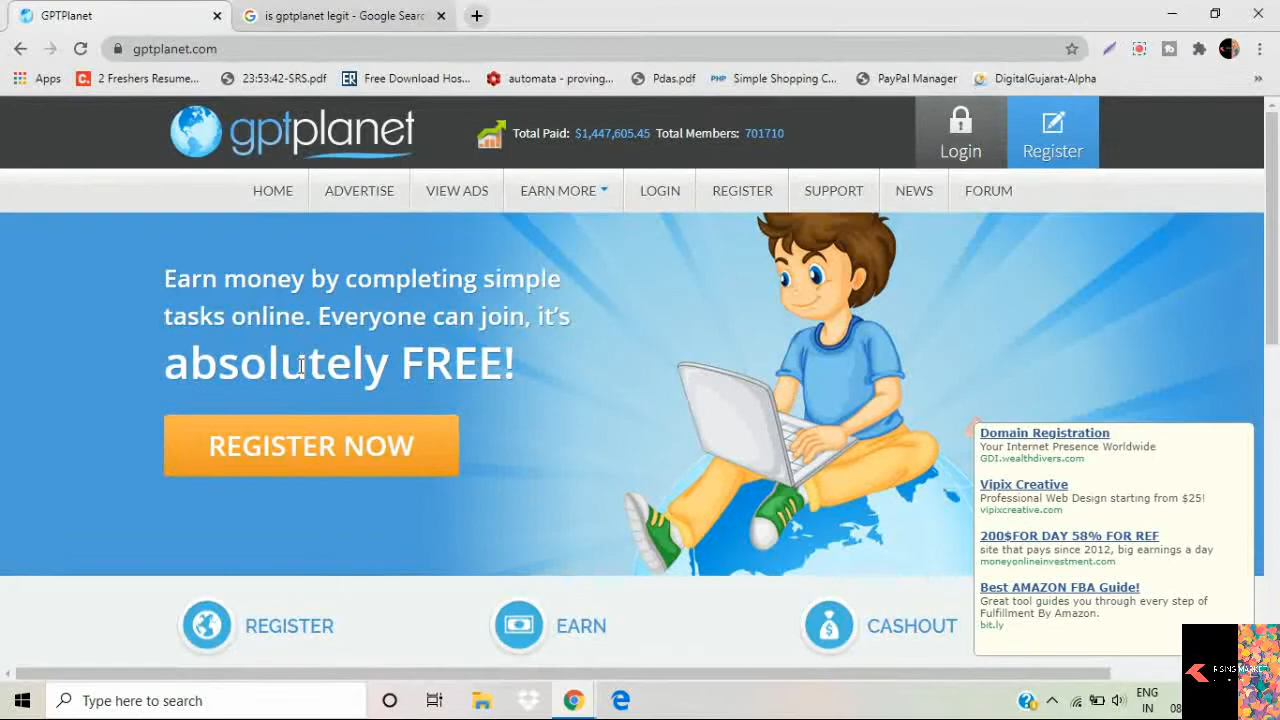 GPTPlanet
is gptplanet legit - Google Searc
gptplanet.com
Apps
2 Freshers Resume...
23:53:42-SRS.pdf
Free Download Hos...
automata - proving...
Pdas.pdf
PHP Simple Shopping C...
PayPal Manager
DigitalGujarat-Alpha
gptplanet
Total Paid: $1,447,605.45 Total Members: 701710
Login
Register
HOME
ADVERTISE
VIEW ADS
EARN MORE
LOGIN
REGISTER
SUPPORT
NEWS
FORUM
Earn money by completing simple
tasks online. Everyone can join, it's
absolutely FREE!
REGISTER NOW
Domain Registration
Your Internet Presence Worldwide
GDI.wealthdivers.com
Vipix Creative
Professional Web Design starting from $25!
vipixcreative.com
200$FOR DAY 58% FOR REF
site that pays since 2012, big earnings a day
moneyonlineinvestment.com
Best AMAZON FBA Guide!
Great tool guides you through every step of
Fulfillment By Amazon.
bit.ly
REGISTER
EARN
CASHOUT
Type here to search
ENG
IN